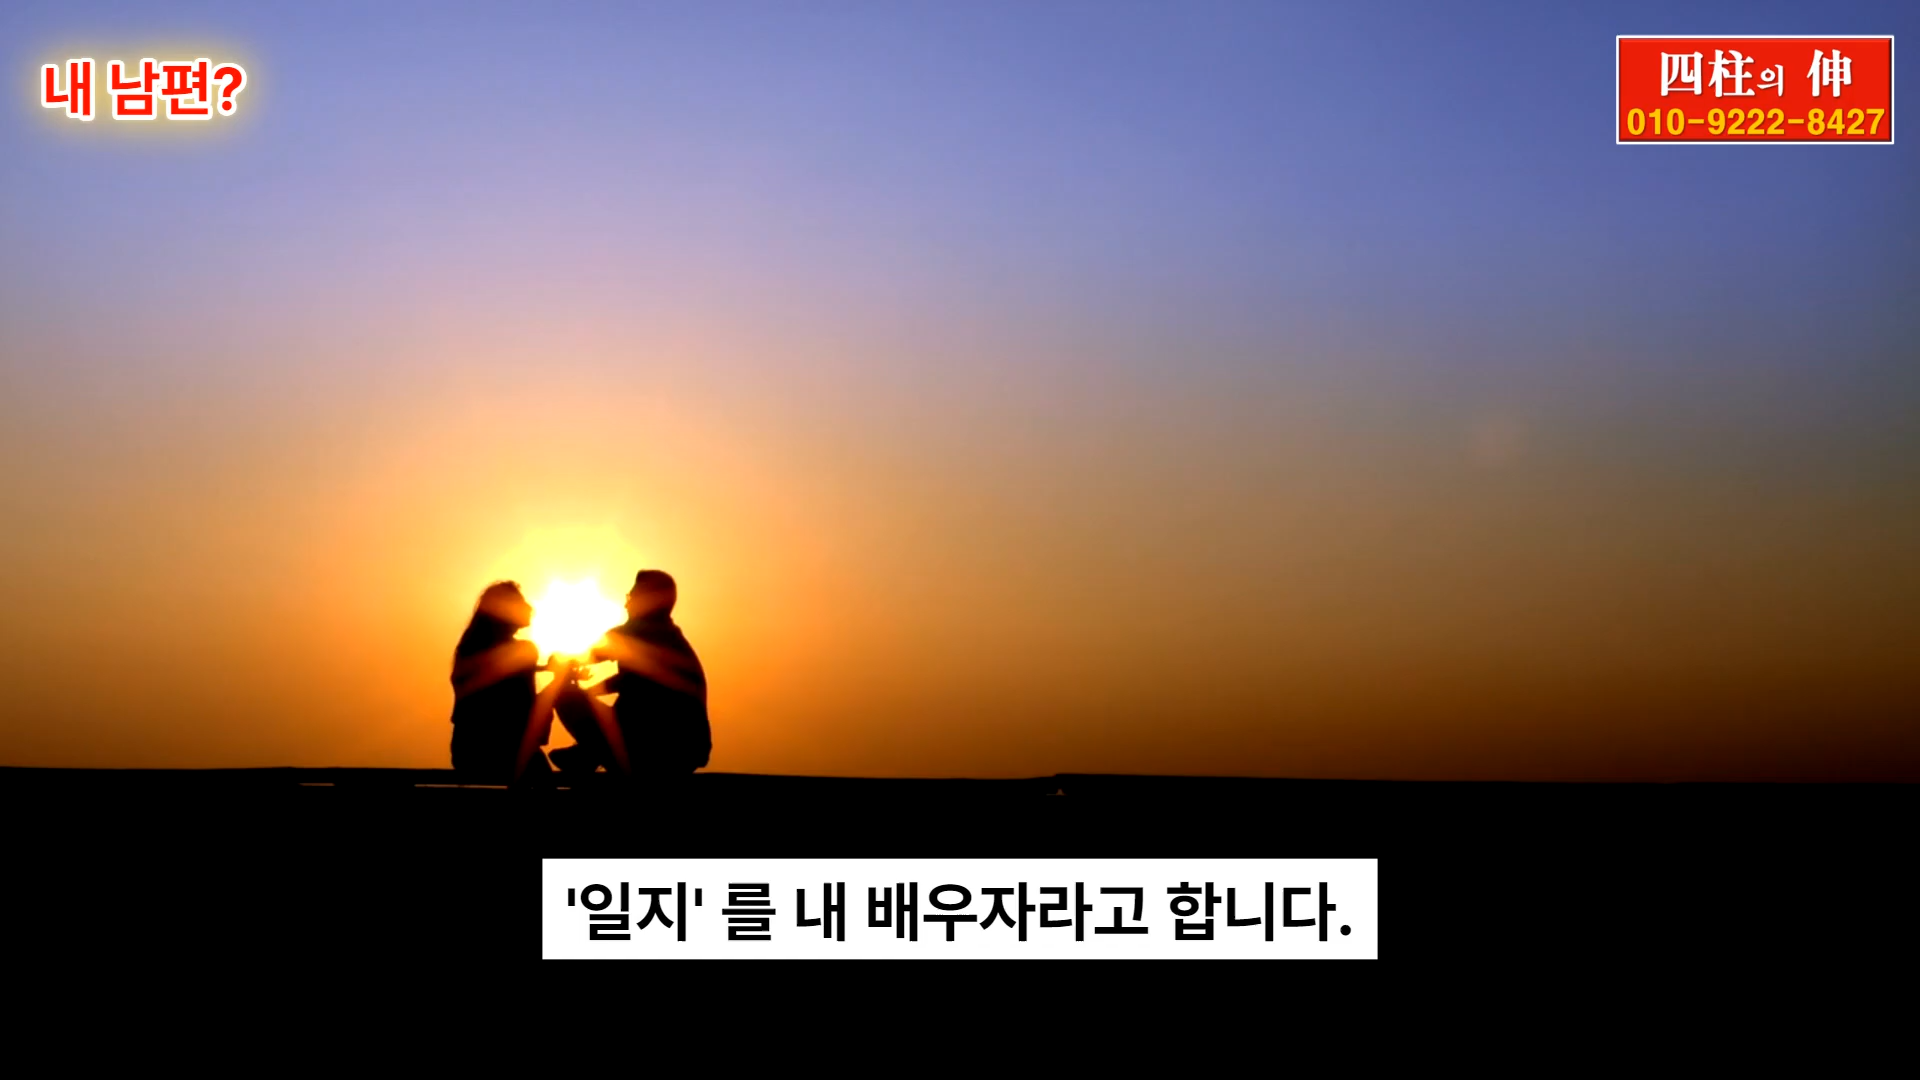 내 남편?
四柱의 伸
010-9222-8427
'일지' 를 내 배우자라고 합니다.